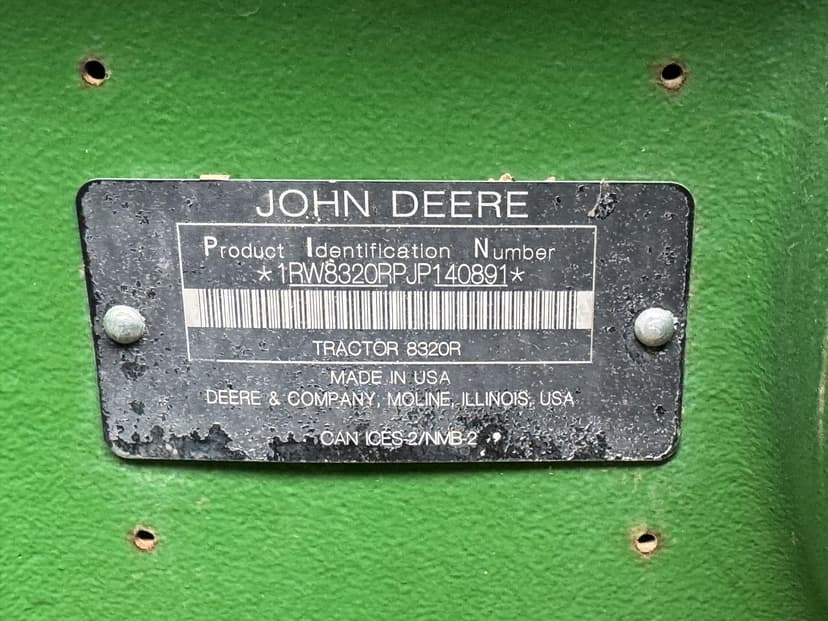 JOHN DEERE
Product Identification Number
*1RW8320RPJP140891*
TRACTOR 8320R
MADE IN USA
DEERE & COMPANY, MOLINE, ILLINOIS, USA
CAN ICES-2/NMB-2